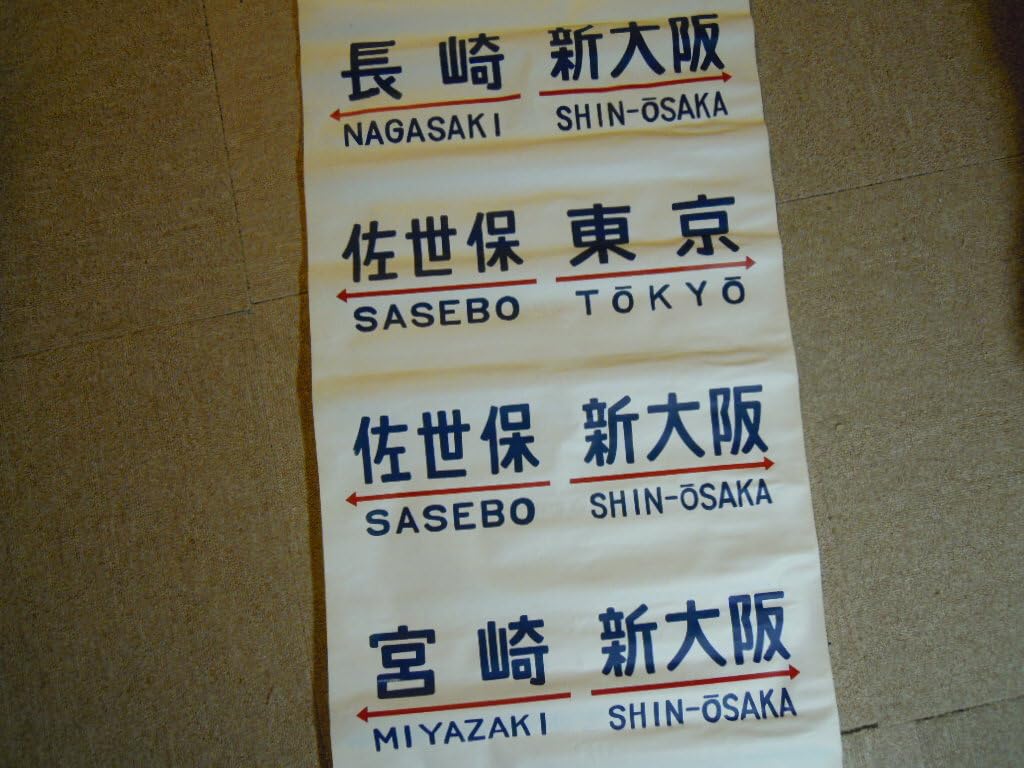 長崎 新大阪
NAGASAKI SHIN-ŌSAKA
佐世保 東京
SASEBO TŌKYŌ
佐世保 新大阪
SASEBO SHIN-ŌSAKA
宮崎 新大阪
MIYAZAKI SHIN-ŌSAKA